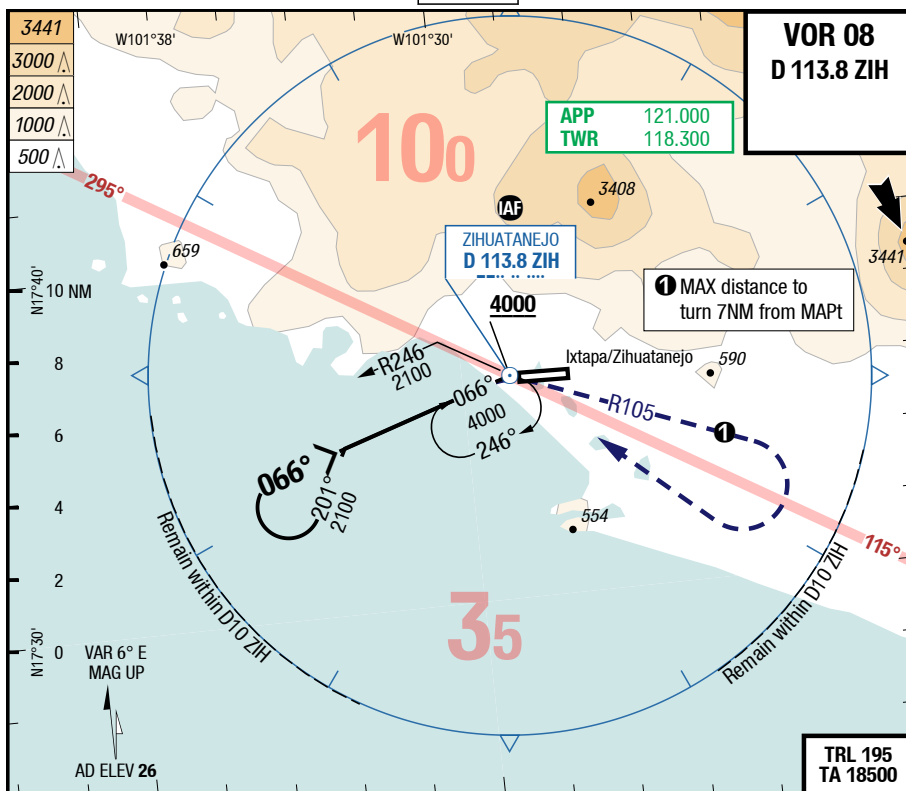 3441
3000
2000
1000
500
W101°38'
W101°30'
VOR 08
D 113.8 ZIH
APP 121.000
TWR 118.300
10₀
295°
IAF
3408
659
3441
ZIHUATANEJO
D 113.8 ZIH
4000
1 MAX distance to
turn 7NM from MAPt
N17°40'
10 NM
8
6
4
2
0
N17°30'
Ixtapa/Zihuatanejo
590
R246
2100
066°
4000
246°
R105
1
066°
201°
2100
554
115°
Remain within D10 ZIH
Remain within D10 ZIH
3₅
VAR 6° E
MAG UP
AD ELEV 26
TRL 195
TA 18500